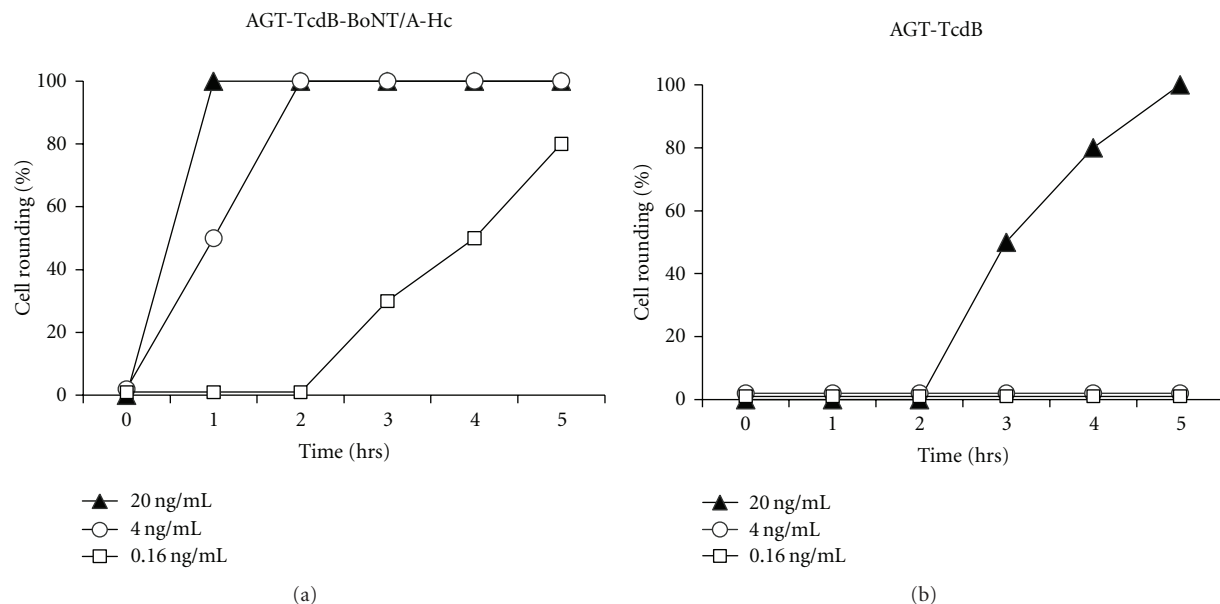 AGT-TcdB-BoNT/A-Hc
100
80
60
40
20
0
Cell rounding (%)
0 1 2 3 4 5
Time (hrs)
20 ng/mL
4 ng/mL
0.16 ng/mL
(a)
AGT-TcdB
100
80
60
40
20
0
Cell rounding (%)
0 1 2 3 4 5
Time (hrs)
20 ng/mL
4 ng/mL
0.16 ng/mL
(b)